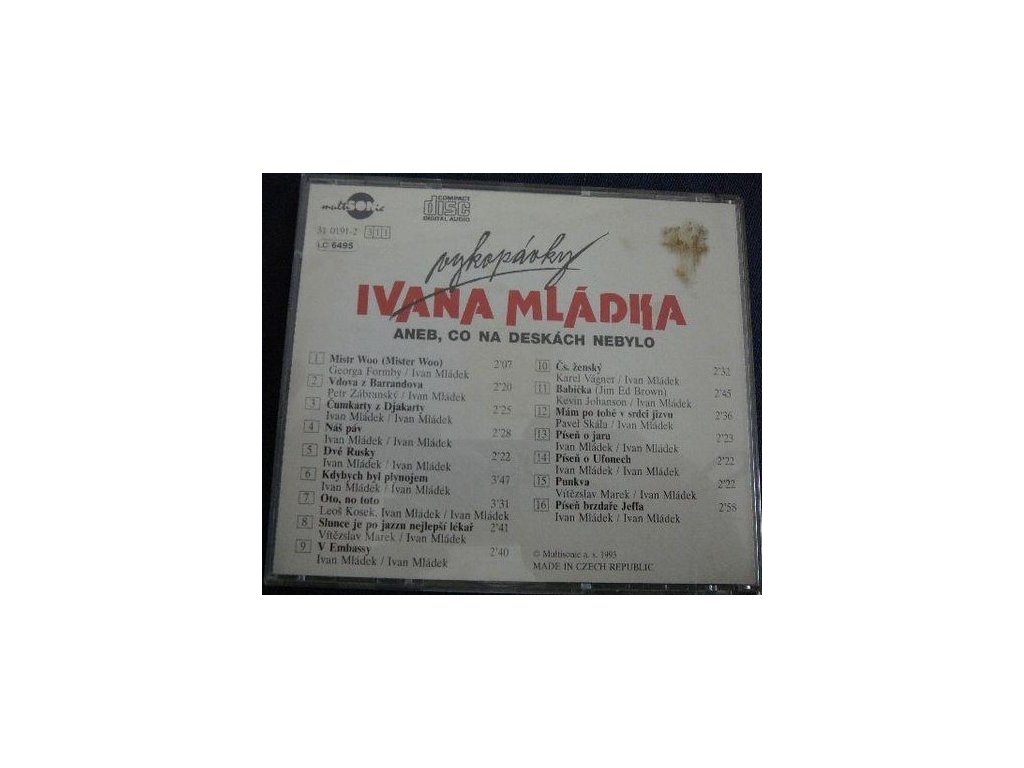 multiSONic
COMPACT
disc
DIGITAL AUDIO
31 0191-2 311
LC 6495
vykopávky
IVANA MLÁDKA
ANEB, CO NA DESKÁCH NEBYLO
1 Mistr Woo (Mister Woo) 2'07
Georga Formby / Ivan Mládek
2 Vdova z Barrandova 2'20
Petr Zábranský / Ivan Mládek
3 Čumkarty z Djakarty 2'25
Ivan Mládek / Ivan Mládek
4 Náš páv 2'28
Ivan Mládek / Ivan Mládek
5 Dvě Rusky 2'22
Ivan Mládek / Ivan Mládek
6 Kdybych byl plynojem 3'47
Ivan Mládek / Ivan Mládek
7 Oto, no toto 3'31
Leoš Kosek, Ivan Mládek / Ivan Mládek
8 Slunce je po jazzu nejlepší lékař 2'41
Vítězslav Marek / Ivan Mládek
9 V Embassy 2'40
Ivan Mládek / Ivan Mládek
10 Čs. ženský 2'32
Karel Vágner / Ivan Mládek
11 Babička (Jim Ed Brown) 2'45
Kevin Johanson / Ivan Mládek
12 Mám po tobě v srdci jizvu 2'36
Pavel Skála / Ivan Mládek
13 Píseň o jaru 2'23
Ivan Mládek / Ivan Mládek
14 Píseň o Ufonech 2'22
Ivan Mládek / Ivan Mládek
15 Punkva 2'22
Vítězslav Marek / Ivan Mládek
16 Píseň brzdaře Jeffa 2'58
Ivan Mládek / Ivan Mládek
© Multisonic a. s. 1993
MADE IN CZECH REPUBLIC